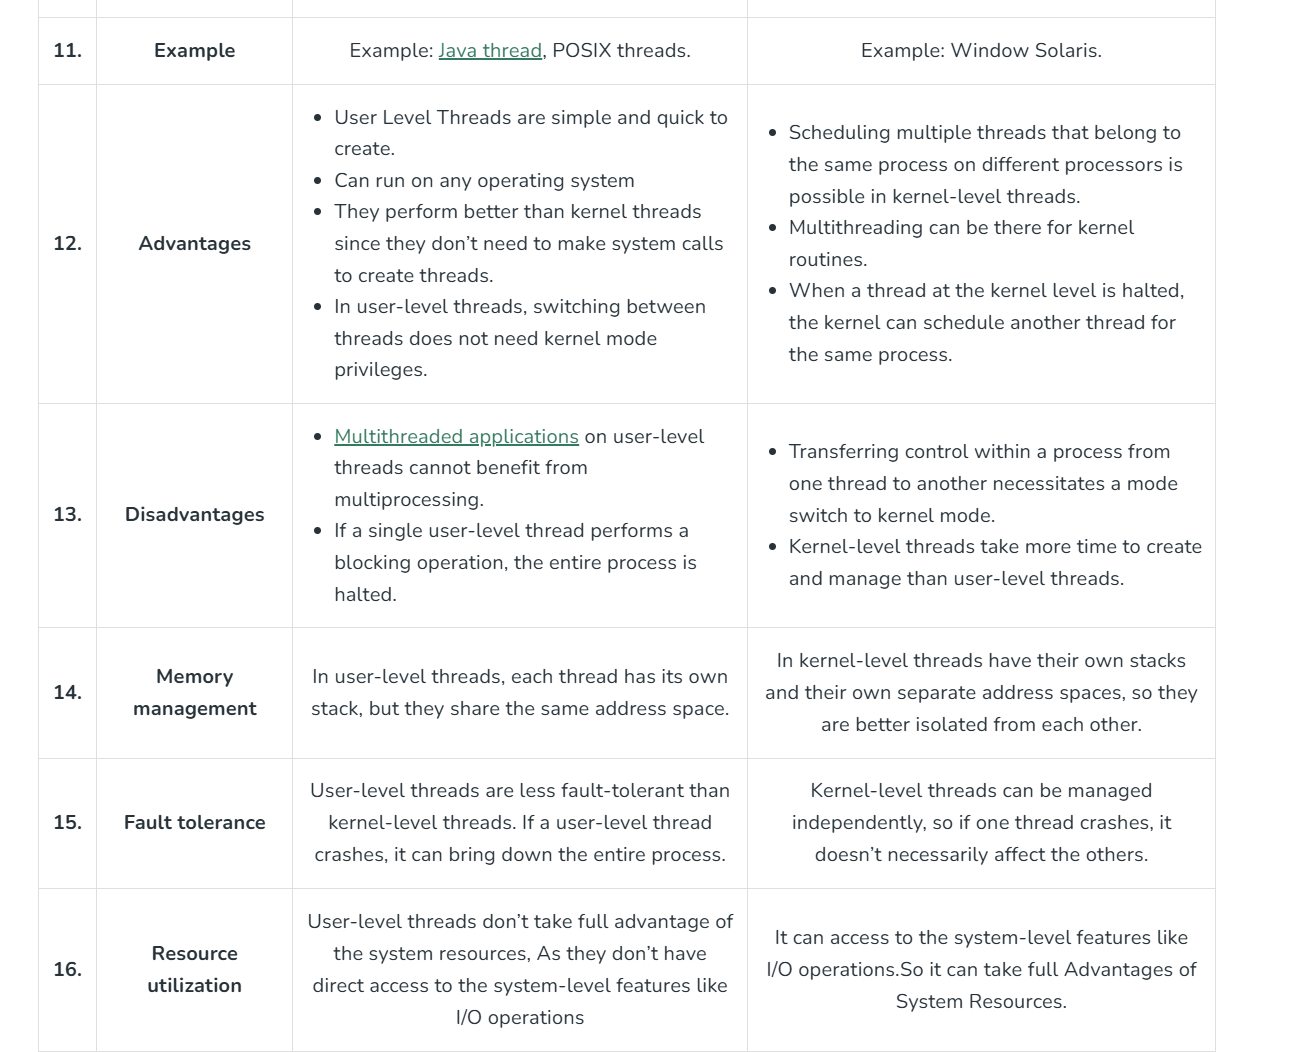 11.
Example
Example: Java thread, POSIX threads.
Example: Window Solaris.
12.
Advantages
User Level Threads are simple and quick to
create.
Can run on any operating system
They perform better than kernel threads
since they don’t need to make system calls
to create threads.
In user-level threads, switching between
threads does not need kernel mode
privileges.
Scheduling multiple threads that belong to
the same process on different processors is
possible in kernel-level threads.
Multithreading can be there for kernel
routines.
When a thread at the kernel level is halted,
the kernel can schedule another thread for
the same process.
13.
Disadvantages
Multithreaded applications on user-level
threads cannot benefit from
multiprocessing.
If a single user-level thread performs a
blocking operation, the entire process is
halted.
Transferring control within a process from
one thread to another necessitates a mode
switch to kernel mode.
Kernel-level threads take more time to create
and manage than user-level threads.
14.
Memory
management
In user-level threads, each thread has its own
stack, but they share the same address space.
In kernel-level threads have their own stacks
and their own separate address spaces, so they
are better isolated from each other.
15.
Fault tolerance
User-level threads are less fault-tolerant than
kernel-level threads. If a user-level thread
crashes, it can bring down the entire process.
Kernel-level threads can be managed
independently, so if one thread crashes, it
doesn’t necessarily affect the others.
16.
Resource
utilization
User-level threads don’t take full advantage of
the system resources, As they don’t have
direct access to the system-level features like
I/O operations
It can access to the system-level features like
I/O operations.So it can take full Advantages of
System Resources.